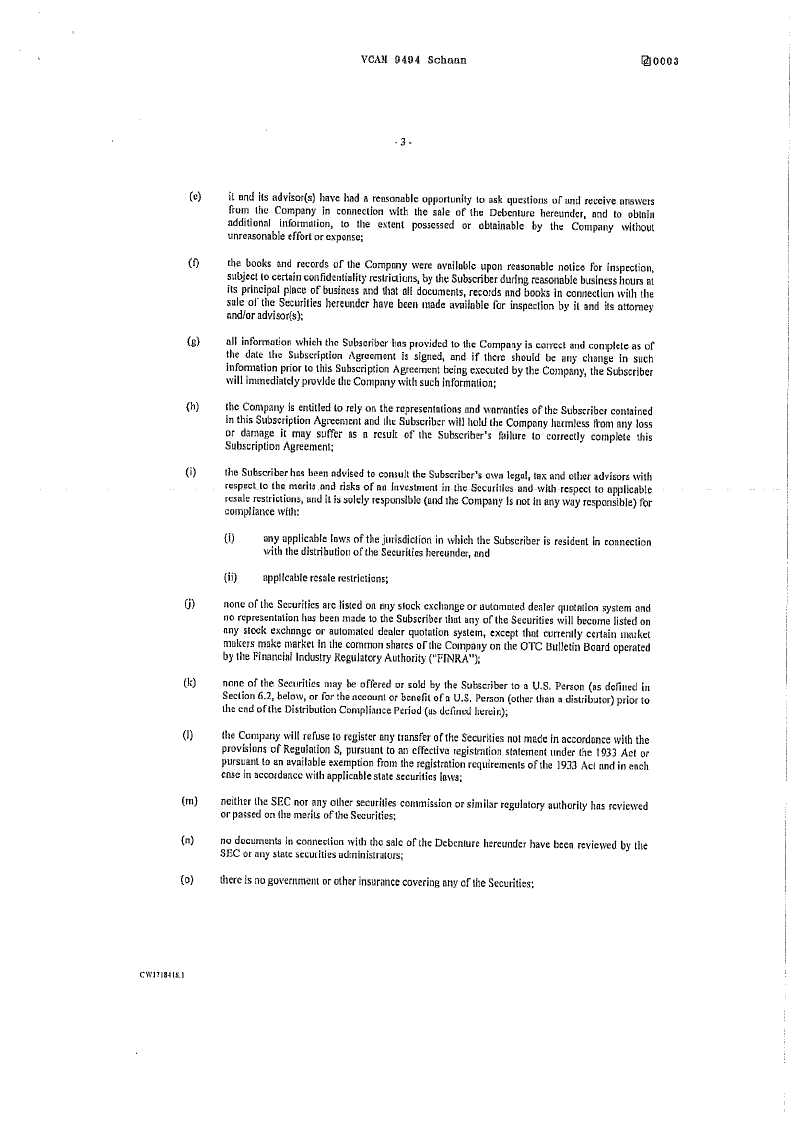 VCAM 9494 Schaan 0003
- 3 -
(e) it and its advisor(s) have had a reasonable opportunity to ask questions of and receive answers
from the Company in connection with the sale of the Debenture hereunder, and to obtain
additional information, to the extent possessed or obtainable by the Company without
unreasonable effort or expense;
(f) the books and records of the Company were available upon reasonable notice for inspection,
subject to certain confidentiality restrictions, by the Subscriber during reasonable business hours at
its principal place of business and that all documents, records and books in connection with the
sale of the Securities hereunder have been made available for inspection by it and its attorney
and/or advisor(s);
(g) all information which the Subscriber has provided to the Company is correct and complete as of
the date the Subscription Agreement is signed, and if there should be any change in such
information prior to this Subscription Agreement being executed by the Company, the Subscriber
will immediately provide the Company with such information;
(h) the Company is entitled to rely on the representations and warranties of the Subscriber contained
in this Subscription Agreement and the Subscriber will hold the Company harmless from any loss
or damage it may suffer as a result of the Subscriber's failure to correctly complete this
Subscription Agreement;
(i) the Subscriber has been advised to consult the Subscriber's own legal, tax and other advisors with
respect to the merits and risks of an investment in the Securities and with respect to applicable
resale restrictions, and it is solely responsible (and the Company is not in any way responsible) for
compliance with:
(i) any applicable laws of the jurisdiction in which the Subscriber is resident in connection
with the distribution of the Securities hereunder, and
(ii) applicable resale restrictions;
(j) none of the Securities are listed on any stock exchange or automated dealer quotation system and
no representation has been made to the Subscriber that any of the Securities will become listed on
any stock exchange or automated dealer quotation system, except that currently certain market
makers make market in the common shares of the Company on the OTC Bulletin Board operated
by the Financial Industry Regulatory Authority ("FINRA");
(k) none of the Securities may be offered or sold by the Subscriber to a U.S. Person (as defined in
Section 6.2, below, or for the account or benefit of a U.S. Person (other than a distributor) prior to
the end of the Distribution Compliance Period (as defined herein);
(l) the Company will refuse to register any transfer of the Securities not made in accordance with the
provisions of Regulation S, pursuant to an effective registration statement under the 1933 Act or
pursuant to an available exemption from the registration requirements of the 1933 Act and in each
case in accordance with applicable state securities laws;
(m) neither the SEC nor any other securities commission or similar regulatory authority has reviewed
or passed on the merits of the Securities;
(n) no documents in connection with the sale of the Debenture hereunder have been reviewed by the
SEC or any state securities administrators;
(o) there is no government or other insurance covering any of the Securities;
CW1718418.1